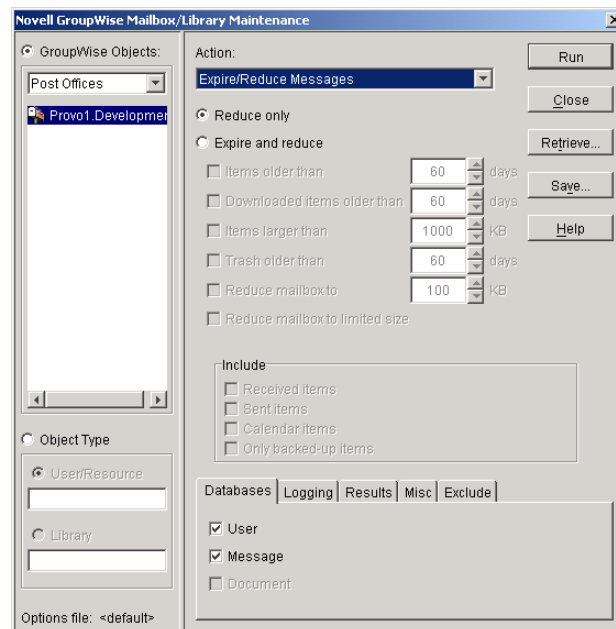 Novell GroupWise Mailbox/Library Maintenance
GroupWise Objects:
Post Offices
Provo1.Developmer
Object Type
User/Resource
Library
Options file: <default>
Action:
Expire/Reduce Messages
Reduce only
Expire and reduce
Items older than 60 days
Downloaded items older than 60 days
Items larger than 1000 KB
Trash older than 60 days
Reduce mailbox to 100 KB
Reduce mailbox to limited size
Include
Received items
Sent items
Calendar items
Only backed-up items
Databases Logging Results Misc Exclude
User
Message
Document
Run
Close
Retrieve...
Save...
Help